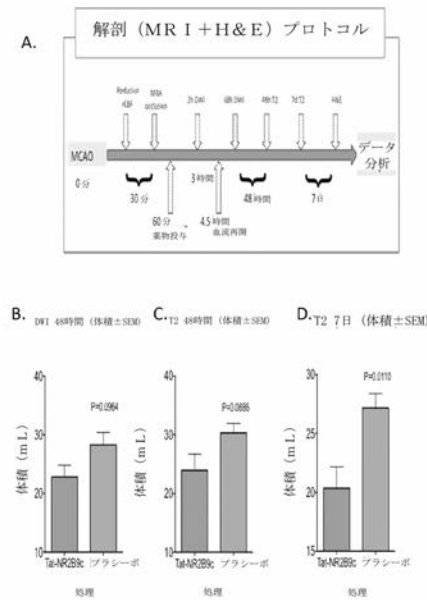 A.
解剖（MRI＋H&E）プロトコル
Reduction rCBF
MRA occlusion
2h DWI
48h DWI
48h T2
7d T2
H&E
MCAO
データ
分析
0分
30分
3時間
48時間
7日
60分
薬物投与
4.5時間
血流再開
B. DWI 48時間（体積±SEM）
C. T2 48時間（体積±SEM）
D. T2 7日（体積±SEM）
体積（mL）
40
30
20
10
P=0.0964
Tat-NR2B9c
プラシーボ
処理
体積（mL）
40
30
20
10
Tat-NR2B9c
プラシーボ
処理
体積（mL）
30
25
20
15
P=0.0110
Tat-NR2B9c
プラシーボ
処理